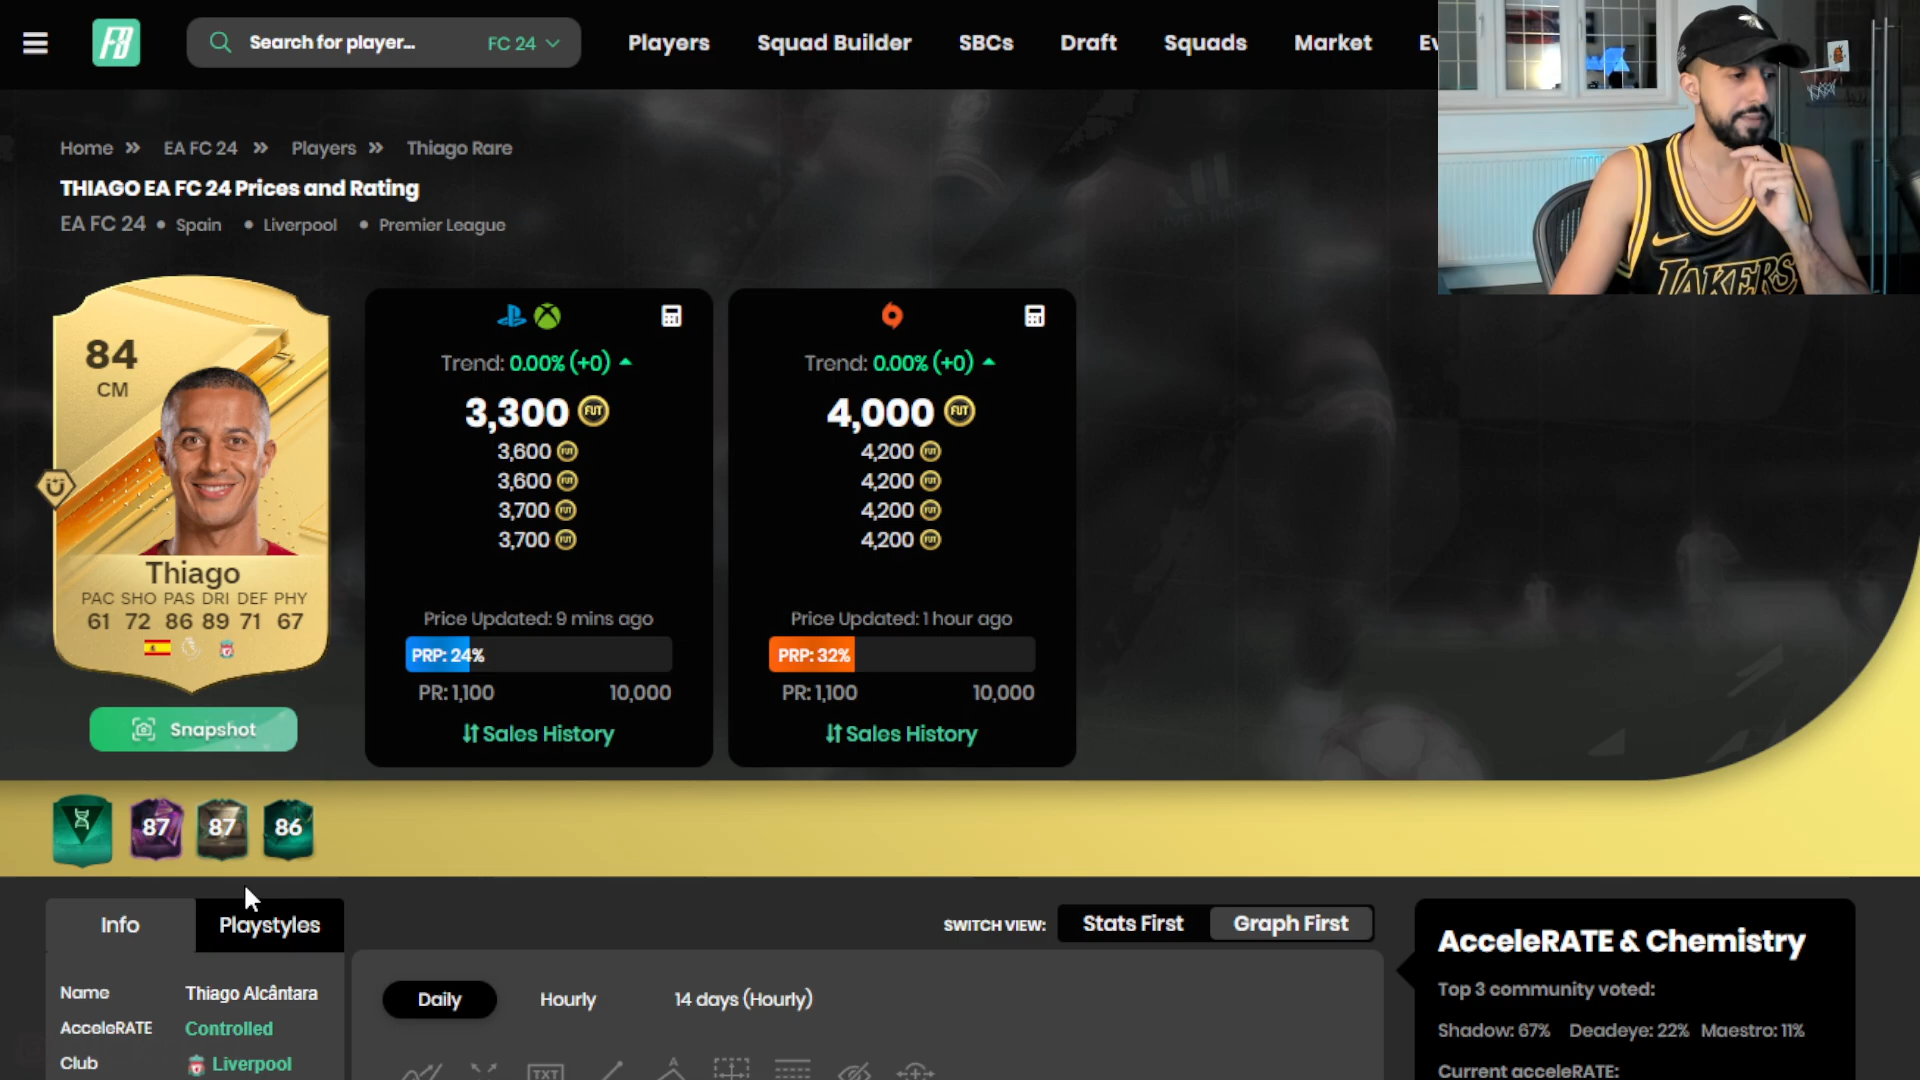 FB
Search for player...
FC 24
Players
Squad Builder
SBCs
Draft
Squads
Market
Home » EA FC 24 » Players » Thiago Rare
THIAGO EA FC 24 Prices and Rating
EA FC 24 • Spain • Liverpool • Premier League
84
CM
Thiago
PAC SHO PAS DRI DEF PHY
61 72 86 89 71 67
Snapshot
Trend: 0.00% (+0)
3,300 FUT
3,600
3,600
3,700
3,700
Price Updated: 9 mins ago
PRP: 24%
PR: 1,100 10,000
Sales History
Trend: 0.00% (+0)
4,000 FUT
4,200
4,200
4,200
4,200
Price Updated: 1 hour ago
PRP: 32%
PR: 1,100 10,000
Sales History
LAKERS
87 87 86
Info
Playstyles
Name Thiago Alcântara
AcceleRATE Controlled
Club Liverpool
SWITCH VIEW: Stats First Graph First
Daily Hourly 14 days (Hourly)
TXT
AcceleRATE & Chemistry
Top 3 community voted:
Shadow: 67% Deadeye: 22% Maestro: 11%
Current acceleRATE: